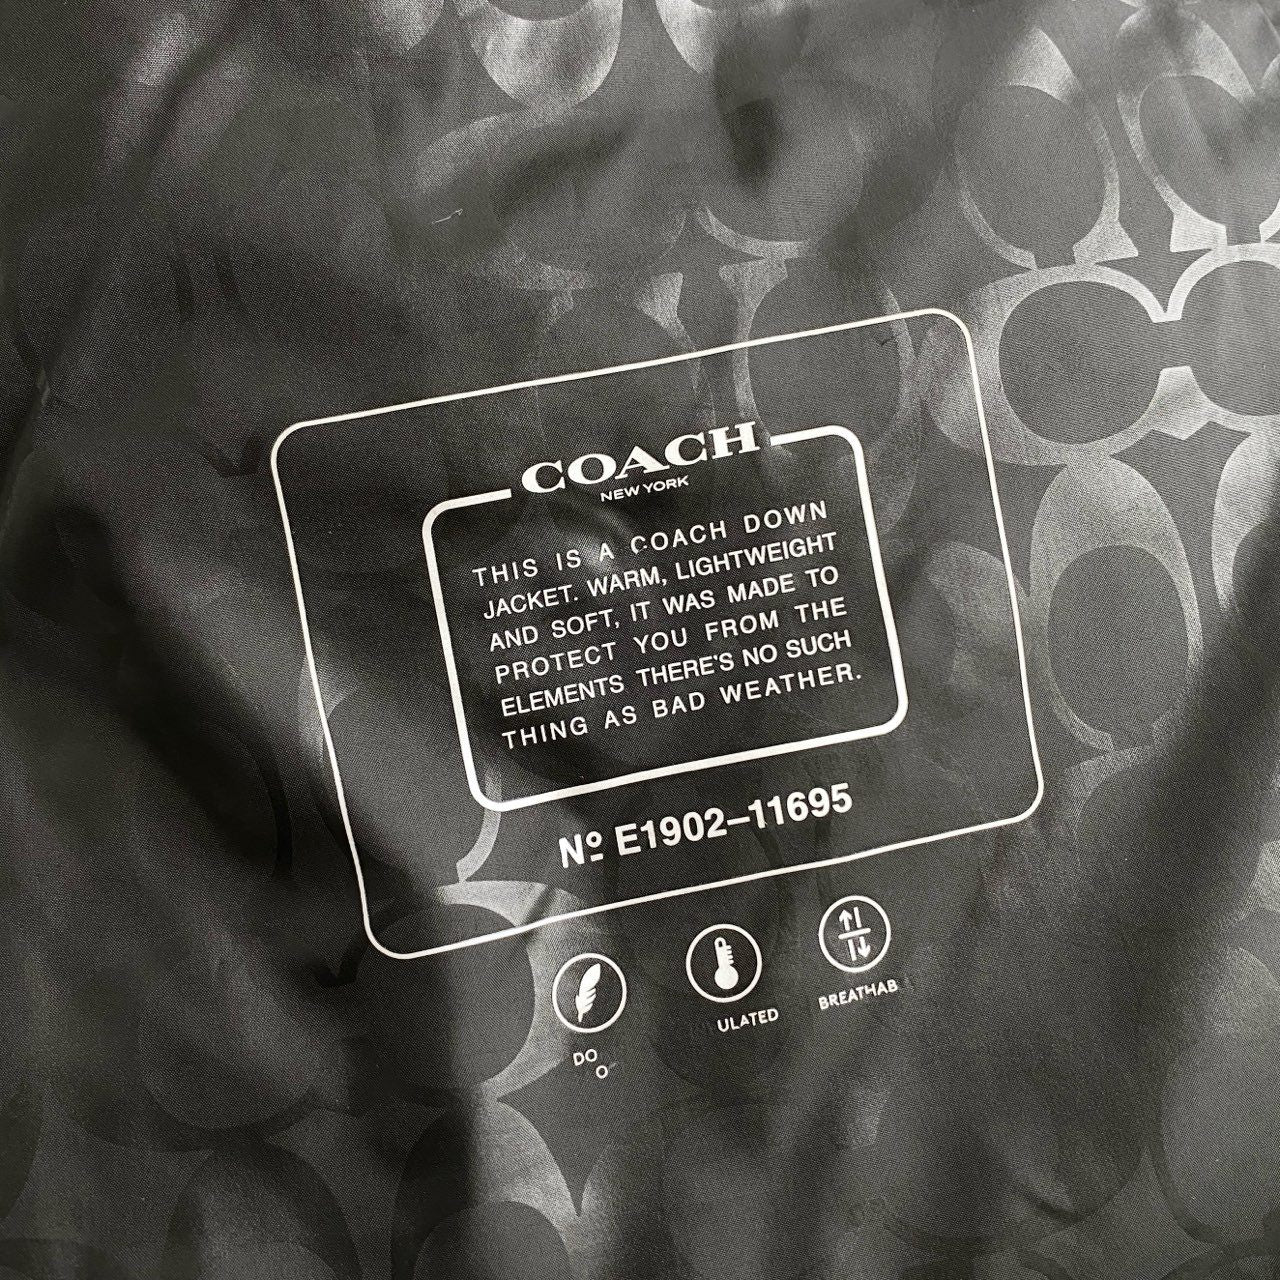 COACH
NEW YORK
THIS IS A COACH DOWN
JACKET. WARM, LIGHTWEIGHT
AND SOFT, IT WAS MADE TO
PROTECT YOU FROM THE
ELEMENTS THERE'S NO SUCH
THING AS BAD WEATHER.
Nº E1902–11695
DO
O
ULATED
BREATHAB